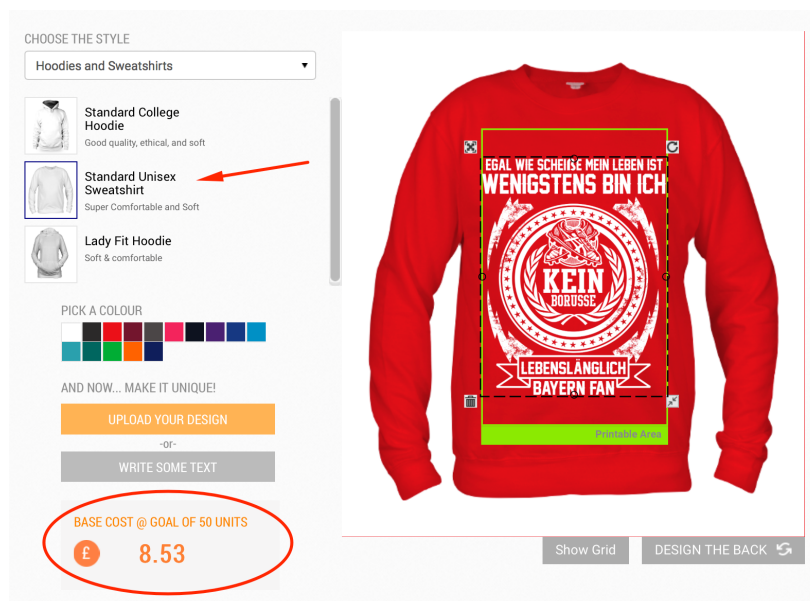 CHOOSE THE STYLE
Hoodies and Sweatshirts
Standard College
Hoodie
Good quality, ethical, and soft
Standard Unisex
Sweatshirt
Super Comfortable and Soft
Lady Fit Hoodie
Soft & comfortable
PICK A COLOUR
AND NOW... MAKE IT UNIQUE!
UPLOAD YOUR DESIGN
-or-
WRITE SOME TEXT
BASE COST @ GOAL OF 50 UNITS
£ 8.53
EGAL WIE SCHEIßE MEIN LEBEN IST
WENIGSTENS BIN ICH
KEIN
BORUSSE
LEBENSLÄNGLICH
BAYERN FAN
Printable Area
Show Grid
DESIGN THE BACK